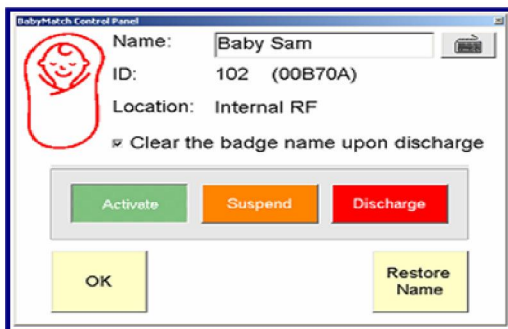 BabyMatch Control Panel
Name: Baby Sam
ID: 102 (00B70A)
Location: Internal RF
Clear the badge name upon discharge
Activate Suspend Discharge
OK
Restore
Name